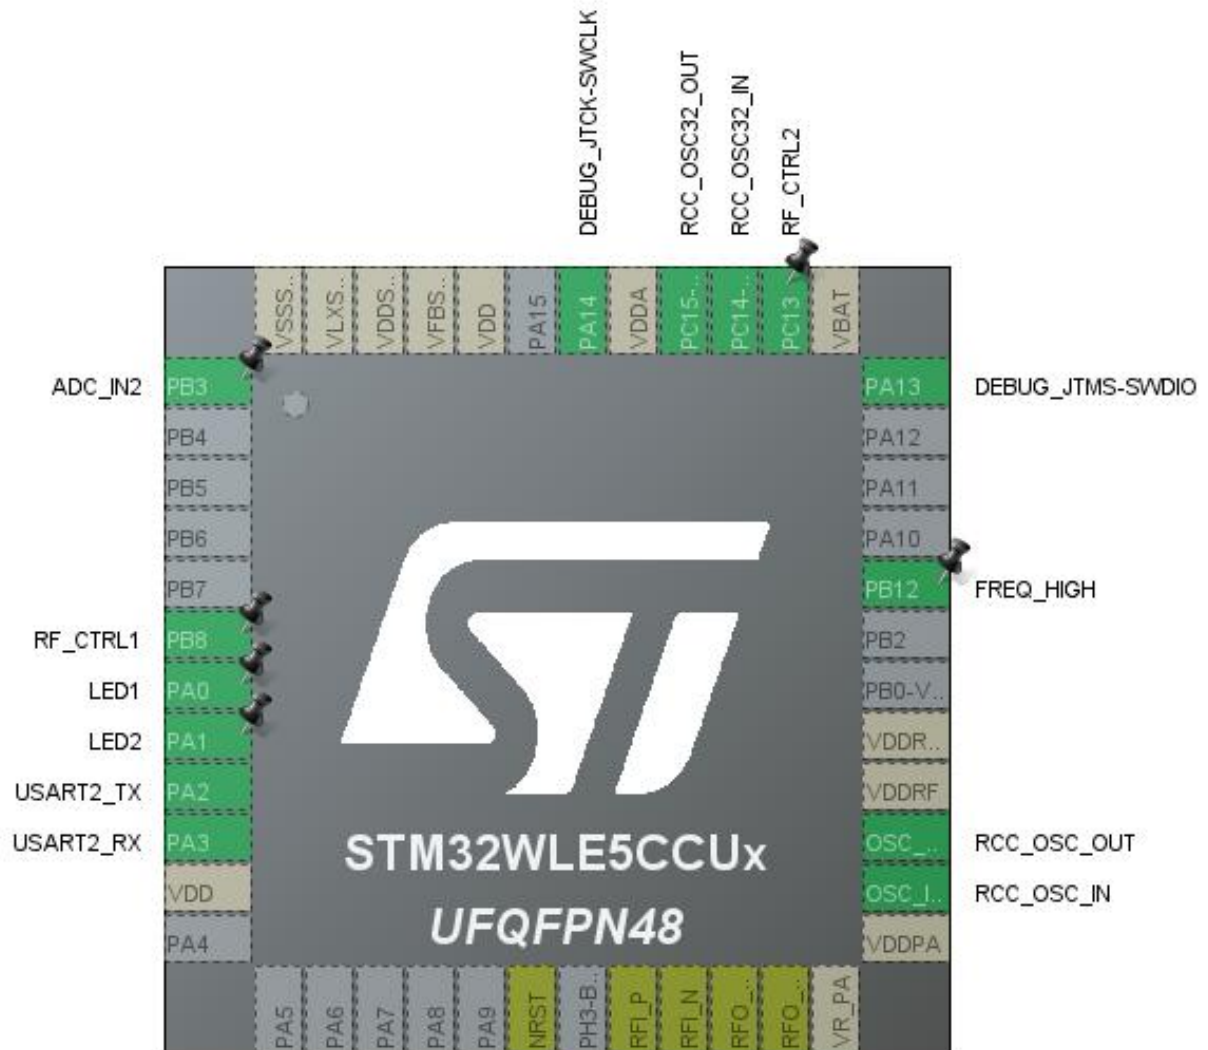 DEBUG_JTCK-SWCLK
RCC_OSC32_OUT
RCC_OSC32_IN
RF_CTRL2
VSSS..
VLXS..
VDDS..
VFBS..
VDD
PA15
PA14
VDDA
PC15-...
PC14-...
PC13
VBAT
ADC_IN2
PB3
PB4
PB5
PB6
PB7
RF_CTRL1
PB8
LED1
PA0
LED2
PA1
USART2_TX
PA2
USART2_RX
PA3
VDD
PA4
ST
STM32WLE5CCUx
UFQFPN48
PA13
DEBUG_JTMS-SWDIO
PA12
PA11
PA10
PB12
FREQ_HIGH
PB2
PB0-V..
VDDR..
VDDRF
OSC_..
RCC_OSC_OUT
OSC_I..
RCC_OSC_IN
VDDPA
PA5
PA6
PA7
PA8
PA9
NRST
PH3-B..
RFI_P
RFI_N
RFO_..
RFO_..
VR_PA